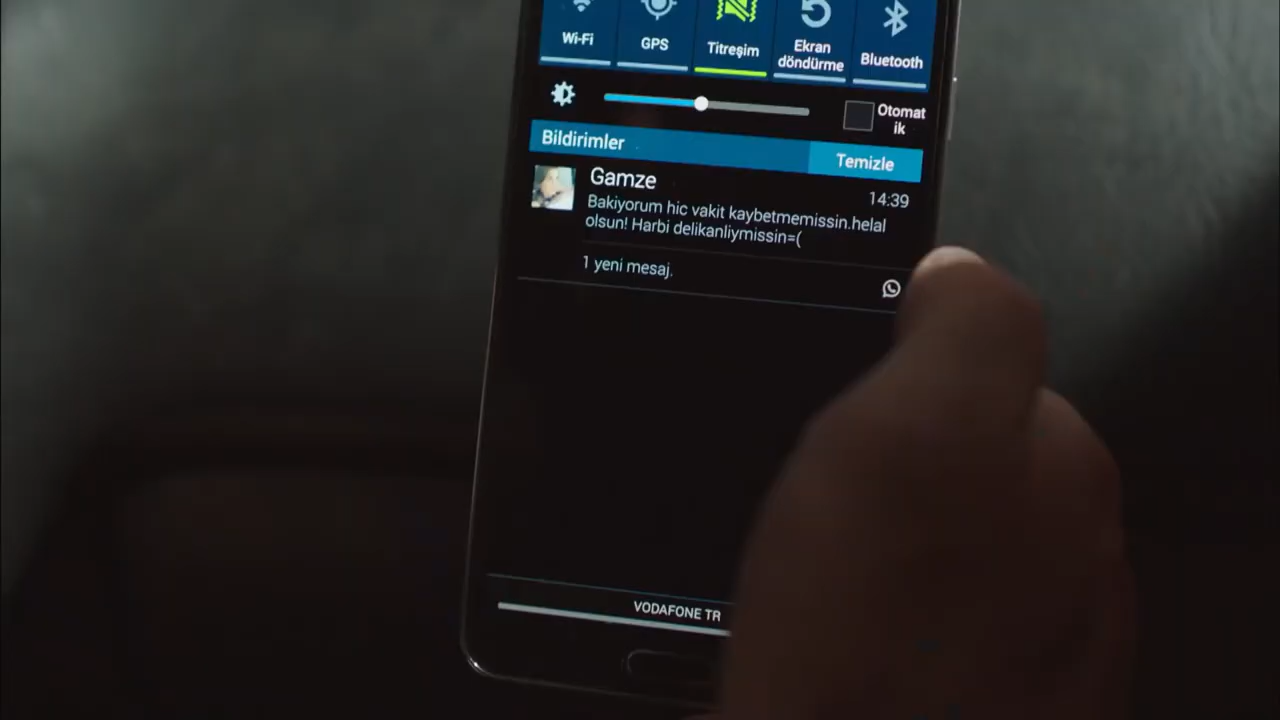 Wi-Fi
GPS
Titreşim
Ekran
döndürme
Bluetooth
Otomat
ik
Bildirimler
Temizle
Gamze
14:39
Bakiyorum hic vakit kaybetmemissin.helal
olsun! Harbi delikanliymissin=(
1 yeni mesaj.
VODAFONE TR